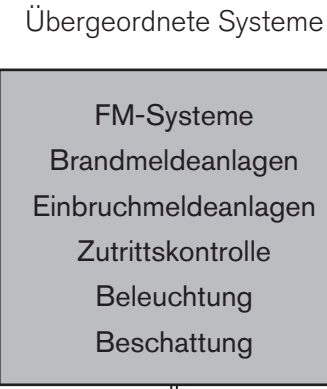 Übergeordnete Systeme
FM-Systeme
Brandmeldeanlagen
Einbruchmeldeanlagen
Zutrittskontrolle
Beleuchtung
Beschattung